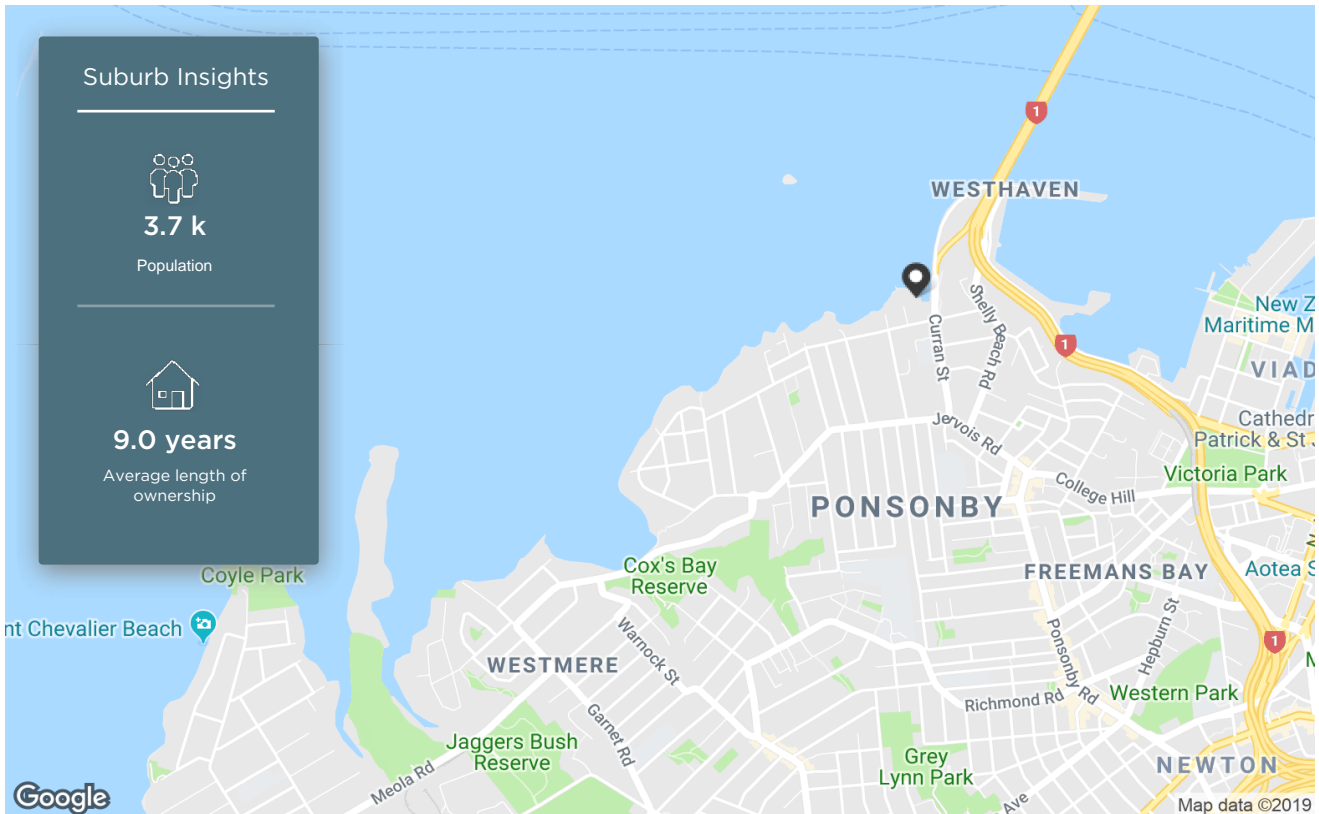 Suburb Insights
3.7 k
Population
9.0 years
Average length of
ownership
1
WESTHAVEN
New Z
Maritime M
Shelly Beach Rd
Curran St
1
VIAD
Jervois Rd
Cathedr
Patrick & St
Victoria Park
College Hill
PONSONBY
Cox's Bay
Reserve
FREEMANS BAY
Aotea S
Coyle Park
nt Chevalier Beach
Warnock St
Hepburn St
1
WESTMERE
Ponsonby Rd
Richmond Rd
Western Park
Garnet Rd
Jaggers Bush
Reserve
Grey
Lynn Park
NEWTON
Meola Rd
Ave
Google
Map data ©2019